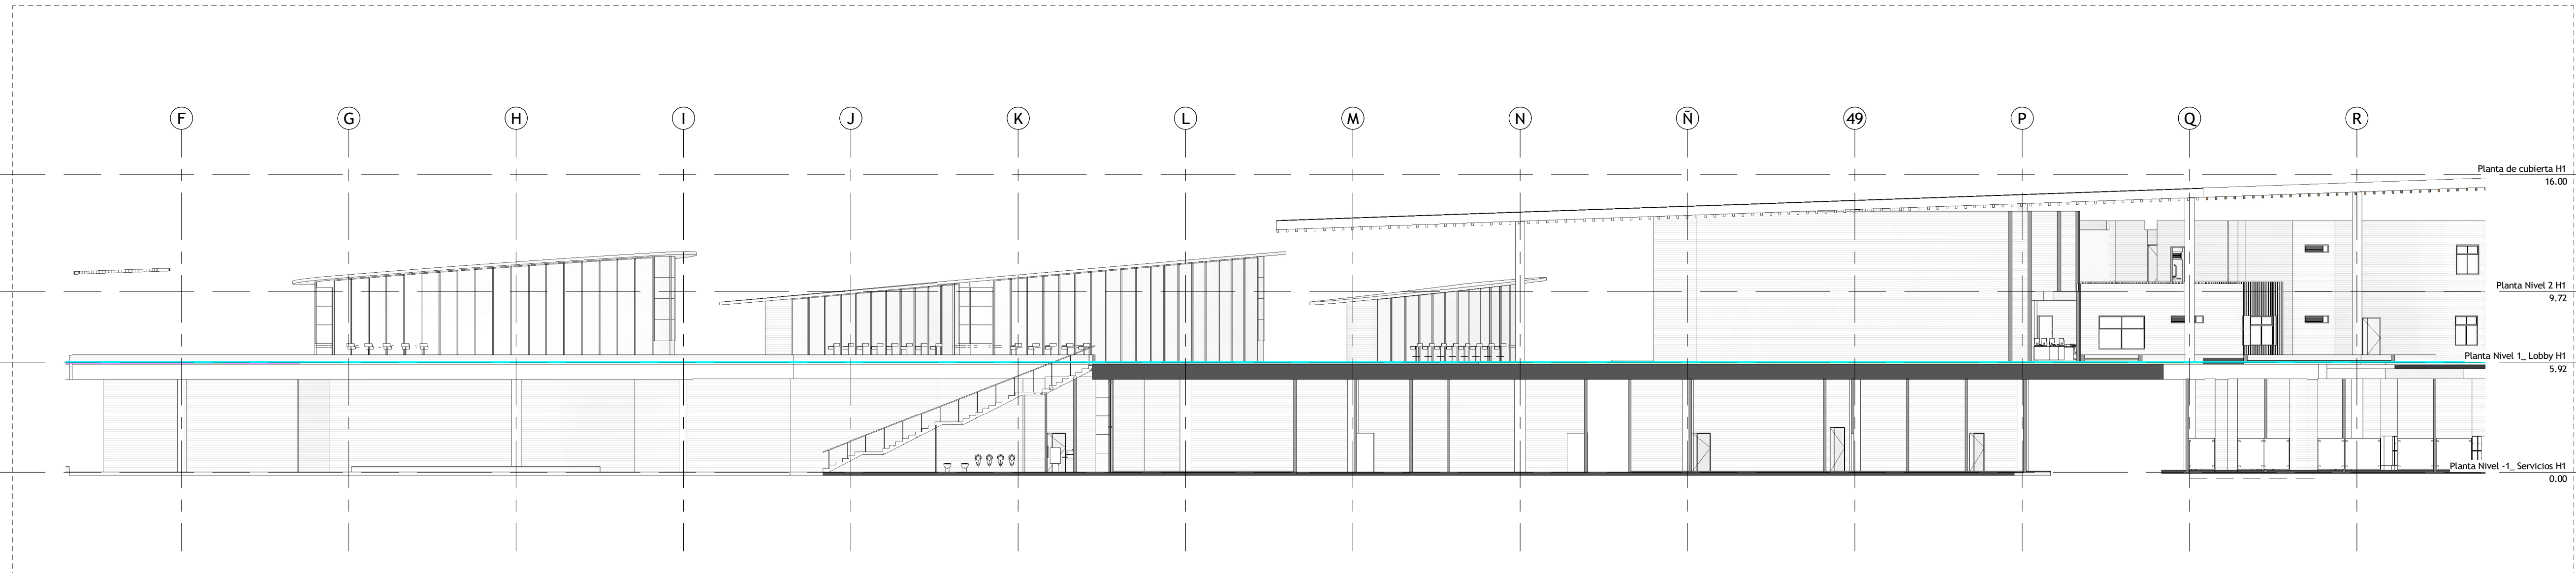 F G H I J K L M N Ñ 49 P Q R
Planta de cubierta H1
16.00
Planta Nivel 2 H1
9.72
Planta Nivel 1_ Lobby H1
5.92
Planta Nivel -1_ Servicios H1
0.00